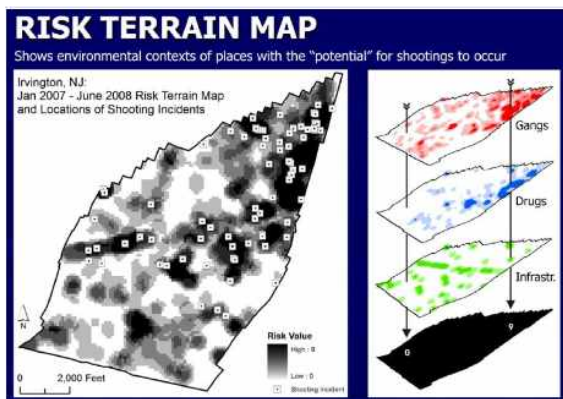 RISK TERRAIN MAP
Shows environmental contexts of places with the “potential” for shootings to occur
Irvington, NJ:
Jan 2007 - June 2008 Risk Terrain Map
and Locations of Shooting Incidents
Gangs
Drugs
Infrastr.
0
9
N
0 2,000 Feet
Risk Value
High : 9
Low : 0
Shooting Incident